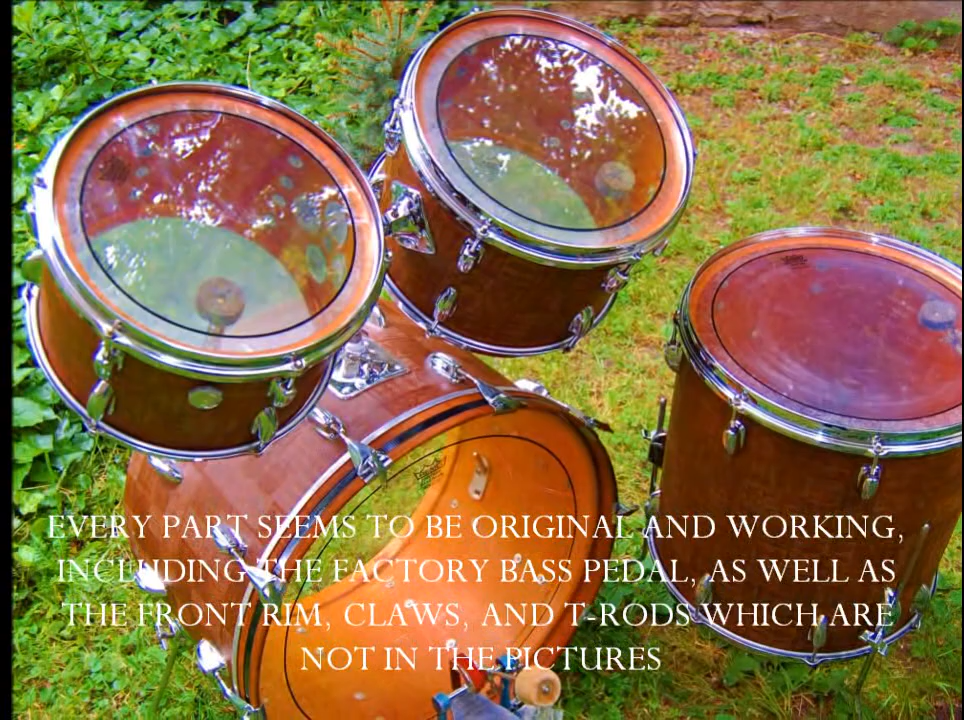 EVERY PART SEEMS TO BE ORIGINAL AND WORKING,
INCLUDING THE FACTORY BASS PEDAL, AS WELL AS
THE FRONT RIM, CLAWS, AND T-RODS WHICH ARE
NOT IN THE PICTURES